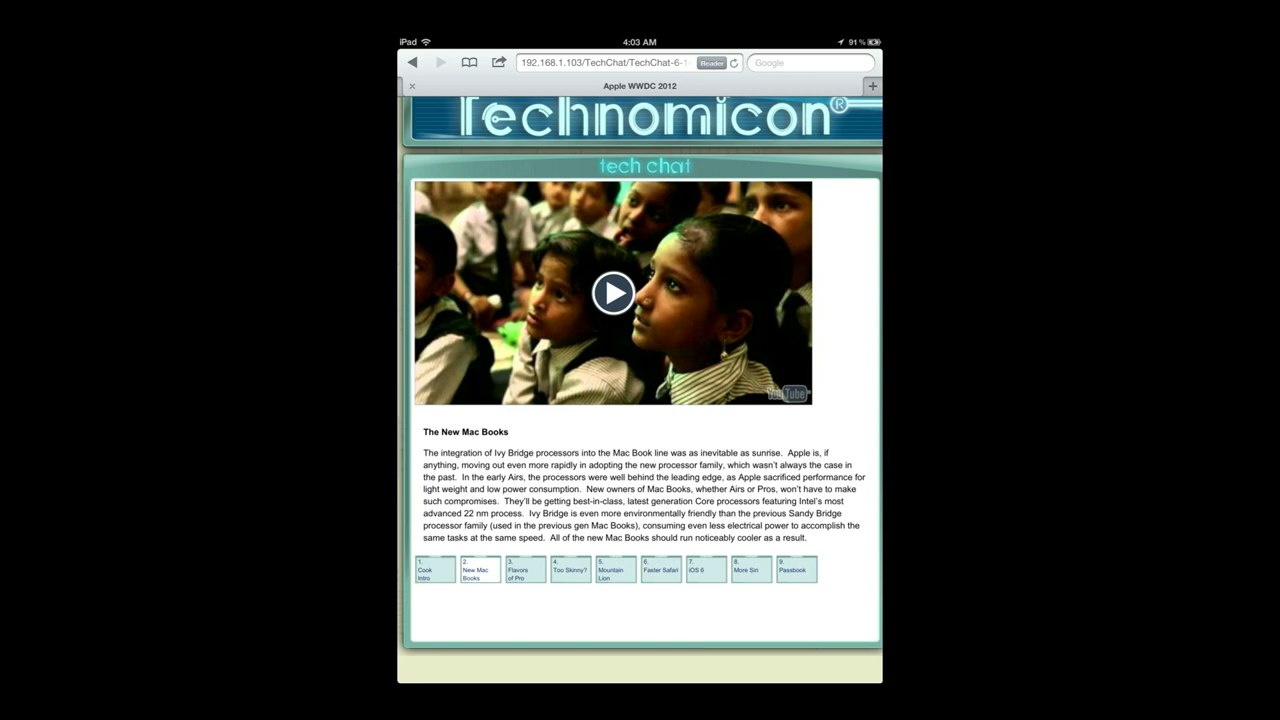 iPad 4:03 AM 91%
192.168.1.103/TechChat/TechChat-6-1 Reader Google
Apple WWDC 2012
Technomicon®
tech chat
YouTube
The New Mac Books
The integration of Ivy Bridge processors into the Mac Book line was as inevitable as sunrise. Apple is, if
anything, moving out even more rapidly in adopting the new processor family, which wasn't always the case in
the past. In the early Airs, the processors were well behind the leading edge, as Apple sacrificed performance for
light weight and low power consumption. New owners of Mac Books, whether Airs or Pros, won't have to make
such compromises. They'll be getting best-in-class, latest generation Core processors featuring Intel's most
advanced 22 nm process. Ivy Bridge is even more environmentally friendly than the previous Sandy Bridge
processor family (used in the previous gen Mac Books), consuming even less electrical power to accomplish the
same tasks at the same speed. All of the new Mac Books should run noticeably cooler as a result.
1. Cook Intro
2. New Mac Books
3. Flavors of Pro
4. Too Skinny?
5. Mountain Lion
6. Faster Safari
7. iOS 6
8. More Siri
9. Passbook